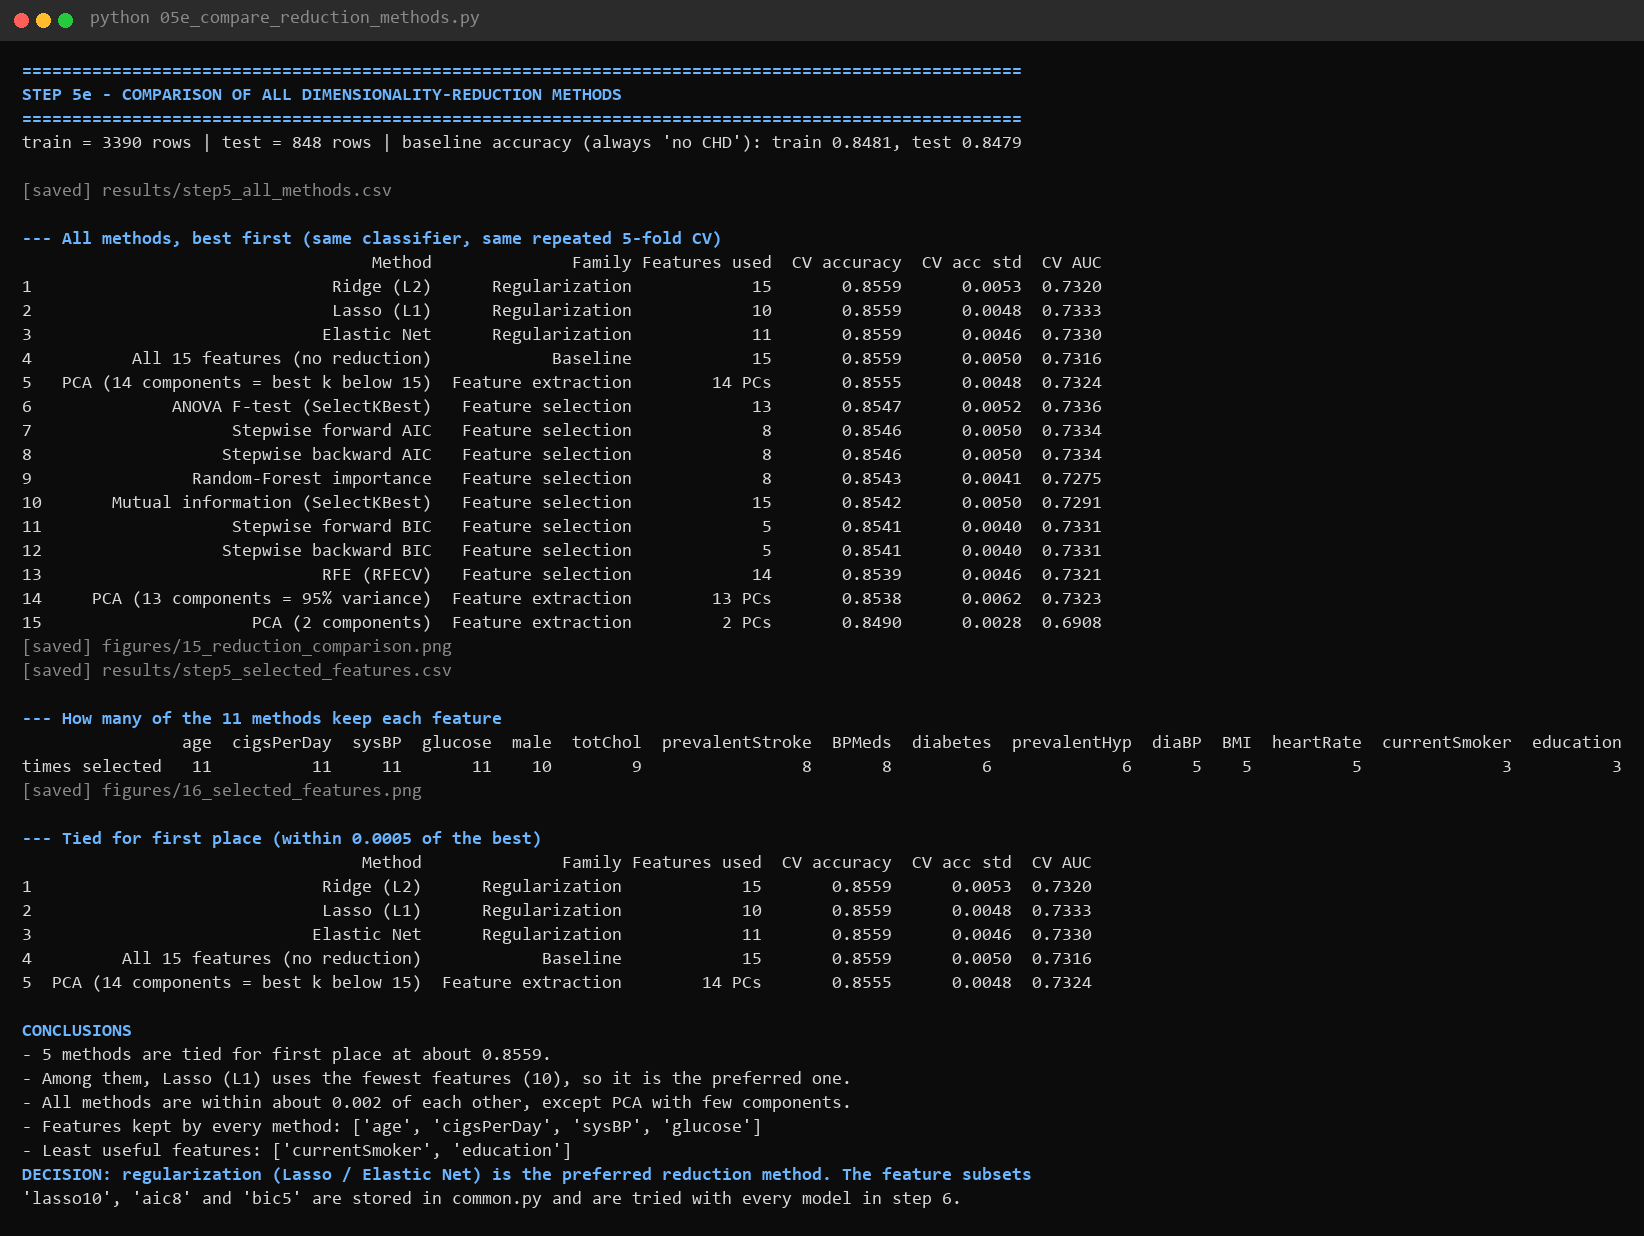 python 05e_compare_reduction_methods.py
====================================================================================================
STEP 5e - COMPARISON OF ALL DIMENSIONALITY-REDUCTION METHODS
====================================================================================================
train = 3390 rows | test = 848 rows | baseline accuracy (always 'no CHD'): train 0.8481, test 0.8479
[saved] results/step5_all_methods.csv
--- All methods, best first (same classifier, same repeated 5-fold CV)
Method Family Features used CV accuracy CV acc std CV AUC
1 Ridge (L2) Regularization 15 0.8559 0.0053 0.7320
2 Lasso (L1) Regularization 10 0.8559 0.0048 0.7333
3 Elastic Net Regularization 11 0.8559 0.0046 0.7330
4 All 15 features (no reduction) Baseline 15 0.8559 0.0050 0.7316
5 PCA (14 components = best k below 15) Feature extraction 14 PCs 0.8555 0.0048 0.7324
6 ANOVA F-test (SelectKBest) Feature selection 13 0.8547 0.0052 0.7336
7 Stepwise forward AIC Feature selection 8 0.8546 0.0050 0.7334
8 Stepwise backward AIC Feature selection 8 0.8546 0.0050 0.7334
9 Random-Forest importance Feature selection 8 0.8543 0.0041 0.7275
10 Mutual information (SelectKBest) Feature selection 15 0.8542 0.0050 0.7291
11 Stepwise forward BIC Feature selection 5 0.8541 0.0040 0.7331
12 Stepwise backward BIC Feature selection 5 0.8541 0.0040 0.7331
13 RFE (RFECV) Feature selection 14 0.8539 0.0046 0.7321
14 PCA (13 components = 95% variance) Feature extraction 13 PCs 0.8538 0.0062 0.7323
15 PCA (2 components) Feature extraction 2 PCs 0.8490 0.0028 0.6908
[saved] figures/15_reduction_comparison.png
[saved] results/step5_selected_features.csv
--- How many of the 11 methods keep each feature
age cigsPerDay sysBP glucose male totChol prevalentStroke BPMeds diabetes prevalentHyp diaBP BMI heartRate currentSmoker education
times selected 11 11 11 11 10 9 8 8 6 6 5 5 5 3 3
[saved] figures/16_selected_features.png
--- Tied for first place (within 0.0005 of the best)
Method Family Features used CV accuracy CV acc std CV AUC
1 Ridge (L2) Regularization 15 0.8559 0.0053 0.7320
2 Lasso (L1) Regularization 10 0.8559 0.0048 0.7333
3 Elastic Net Regularization 11 0.8559 0.0046 0.7330
4 All 15 features (no reduction) Baseline 15 0.8559 0.0050 0.7316
5 PCA (14 components = best k below 15) Feature extraction 14 PCs 0.8555 0.0048 0.7324
CONCLUSIONS
- 5 methods are tied for first place at about 0.8559.
- Among them, Lasso (L1) uses the fewest features (10), so it is the preferred one.
- All methods are within about 0.002 of each other, except PCA with few components.
- Features kept by every method: ['age', 'cigsPerDay', 'sysBP', 'glucose']
- Least useful features: ['currentSmoker', 'education']
DECISION: regularization (Lasso / Elastic Net) is the preferred reduction method. The feature subsets
'lasso10', 'aic8' and 'bic5' are stored in common.py and are tried with every model in step 6.